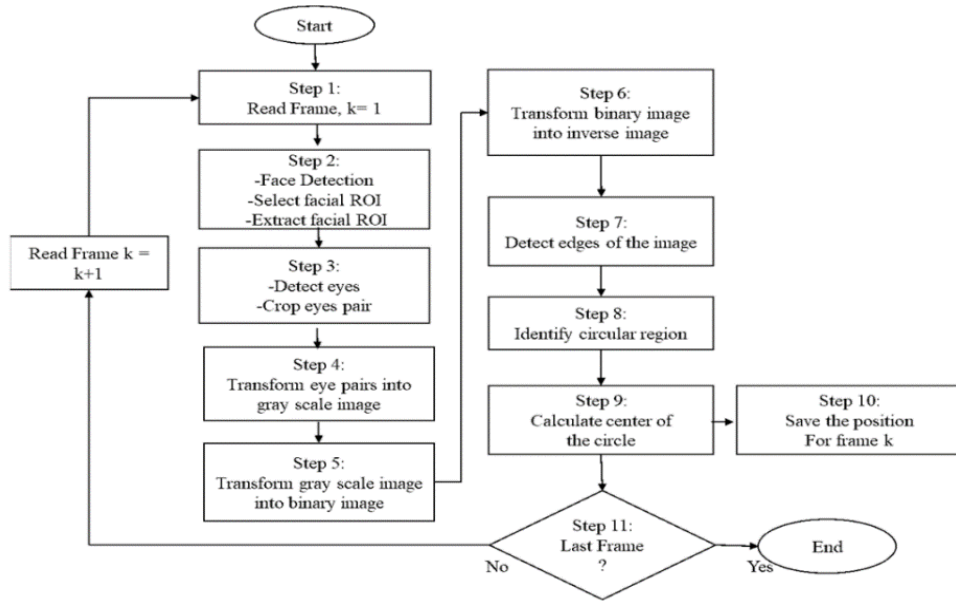 Start
Step 1:
Read Frame, k= 1
Step 2:
-Face Detection
-Select facial ROI
-Extract facial ROI
Read Frame k =
k+1
Step 3:
-Detect eyes
-Crop eyes pair
Step 4:
Transform eye pairs into
gray scale image
Step 5:
Transform gray scale image
into binary image
Step 6:
Transform binary image
into inverse image
Step 7:
Detect edges of the image
Step 8:
Identify circular region
Step 9:
Calculate center of
the circle
Step 10:
Save the position
For frame k
Step 11:
Last Frame
?
No
Yes
End